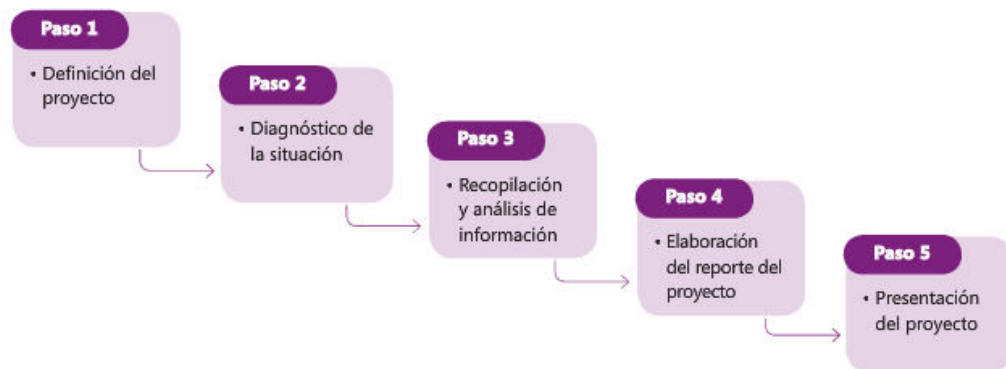 Paso 1
• Definición del
proyecto
Paso 2
• Diagnóstico de
la situación
Paso 3
• Recopilación
y análisis de
información
Paso 4
• Elaboración
del reporte del
proyecto
Paso 5
• Presentación
del proyecto